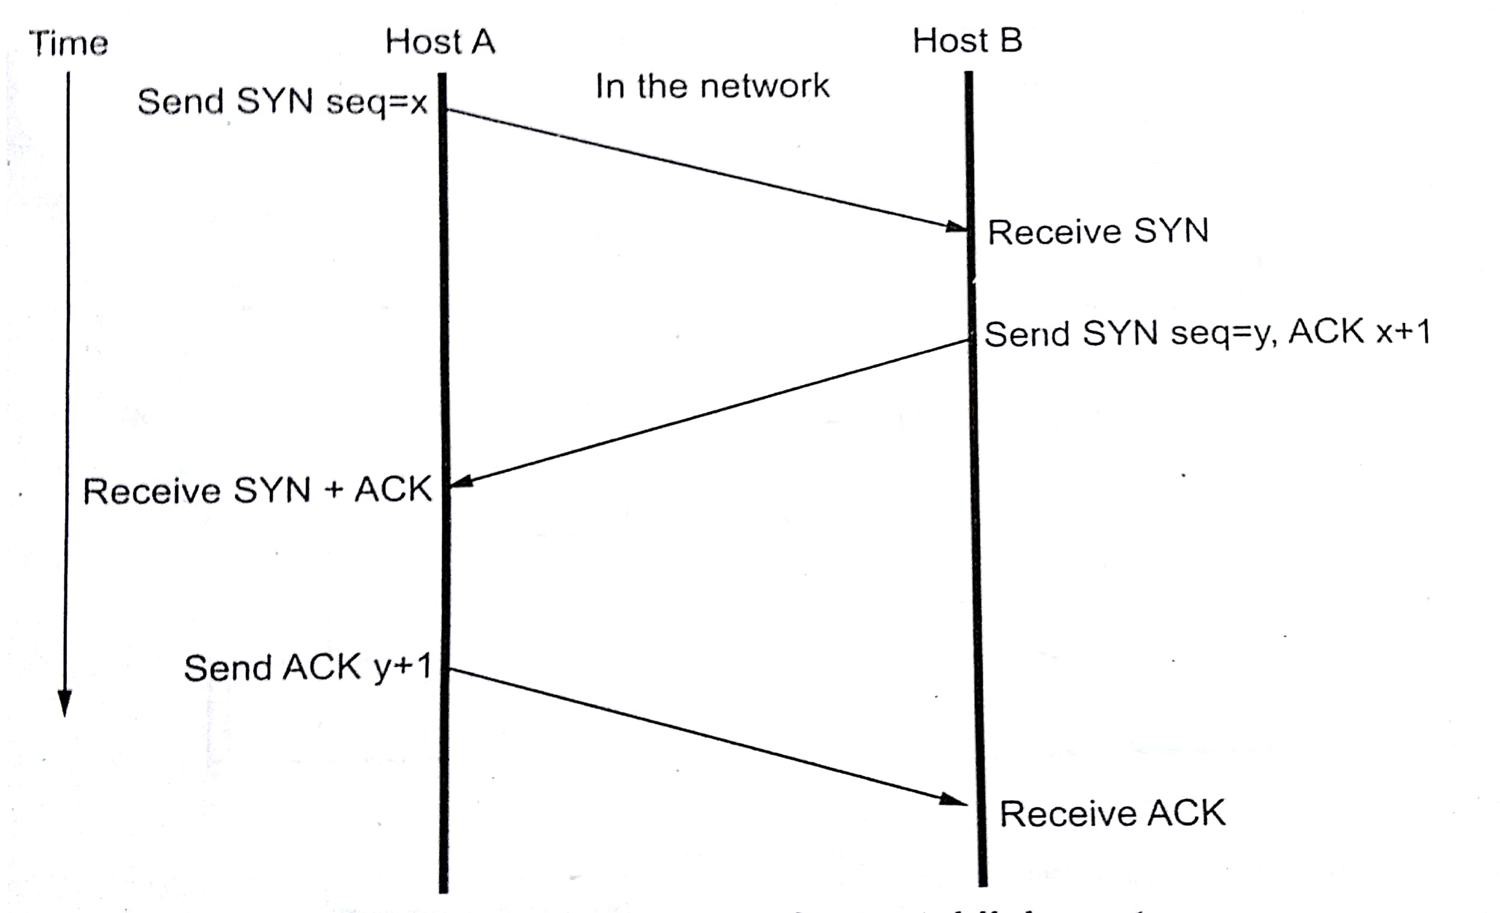 Time
Host A
Host B
In the network
Send SYN seq=x
Receive SYN
Send SYN seq=y, ACK x+1
Receive SYN + ACK
Send ACK y+1
Receive ACK